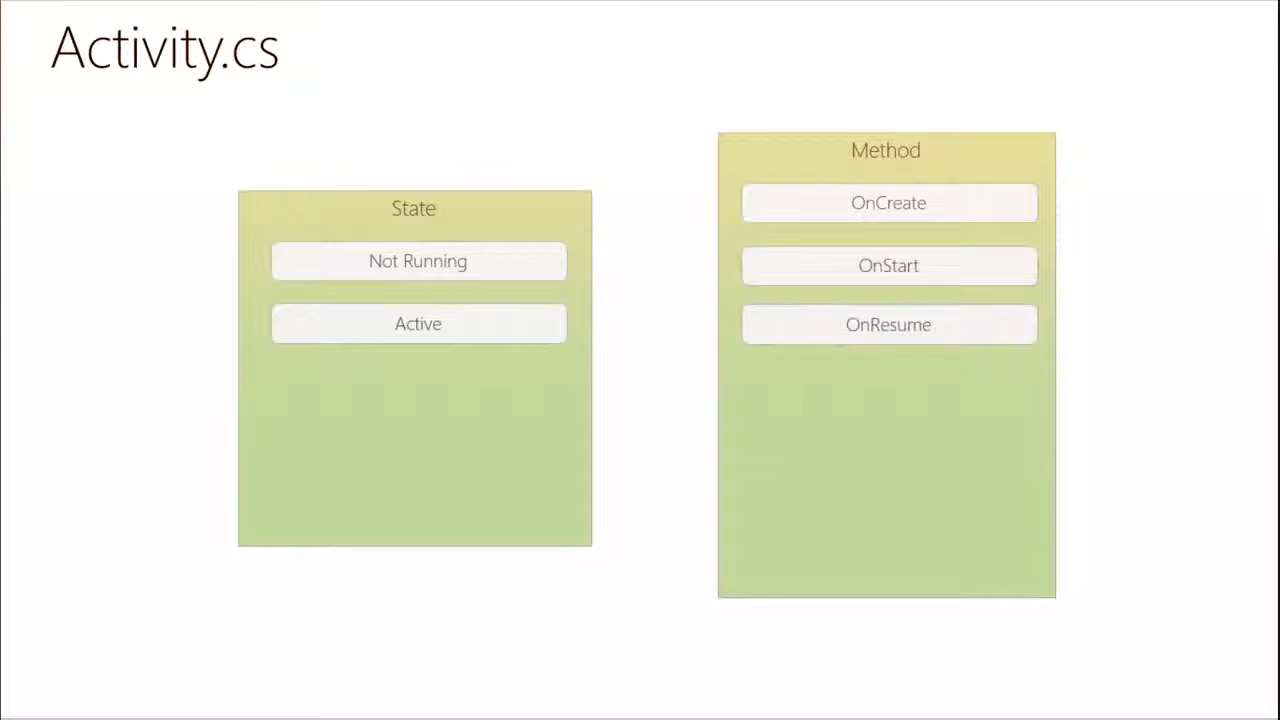 Activity.cs
State
Not Running
Active
Method
OnCreate
OnStart
OnResume